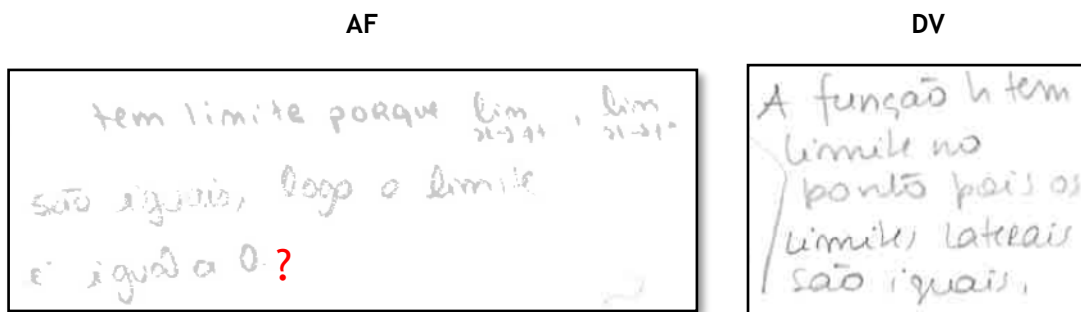 AF
DV
tem limite porque lim x→1⁺ , lim x→1⁻
são iguais, logo o limite
é igual a 0. ?
A função h tem
limite no
ponto pois os
limites laterais
são iguais.